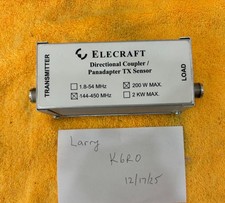 ELECRAFT
Directional Coupler /
Panadapter TX Sensor
TRANSMITTER
LOAD
1.8-54 MHz
200 W MAX.
144-450 MHz
2 KW MAX.
Larry
K6RO
12/17/25